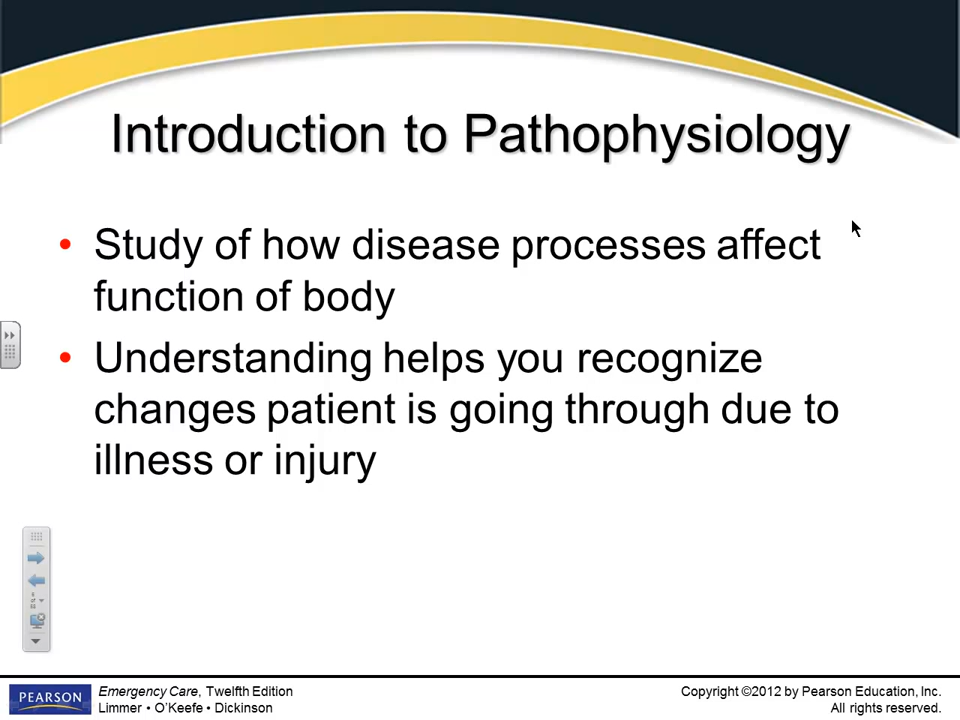 Introduction to Pathophysiology
• Study of how disease processes affect
function of body
• Understanding helps you recognize
changes patient is going through due to
illness or injury
PEARSON
Emergency Care, Twelfth Edition
Limmer • O'Keefe • Dickinson
Copyright ©2012 by Pearson Education, Inc.
All rights reserved.